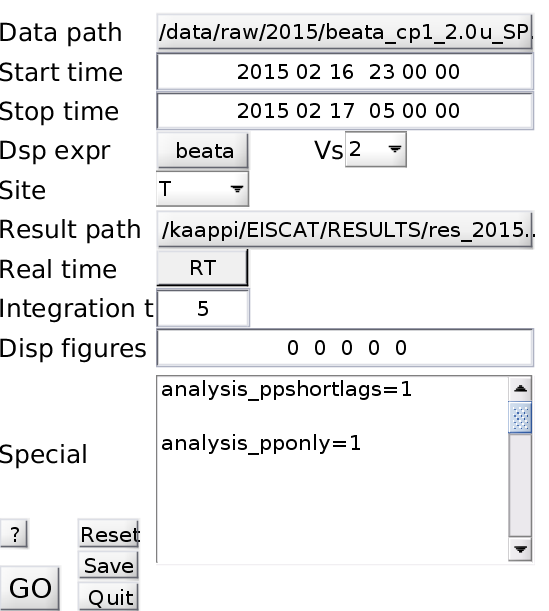 Data path /data/raw/2015/beata_cp1_2.0u_SP
Start time 2015 02 16 23 00 00
Stop time 2015 02 17 05 00 00
Dsp expr beata Vs 2
Site T
Result path /kaappi/EISCAT/RESULTS/res_2015..
Real time RT
Integration t 5
Disp figures 0 0 0 0 0
analysis_ppshortlags=1
analysis_pponly=1
Special
? Reset
Save
GO
Quit